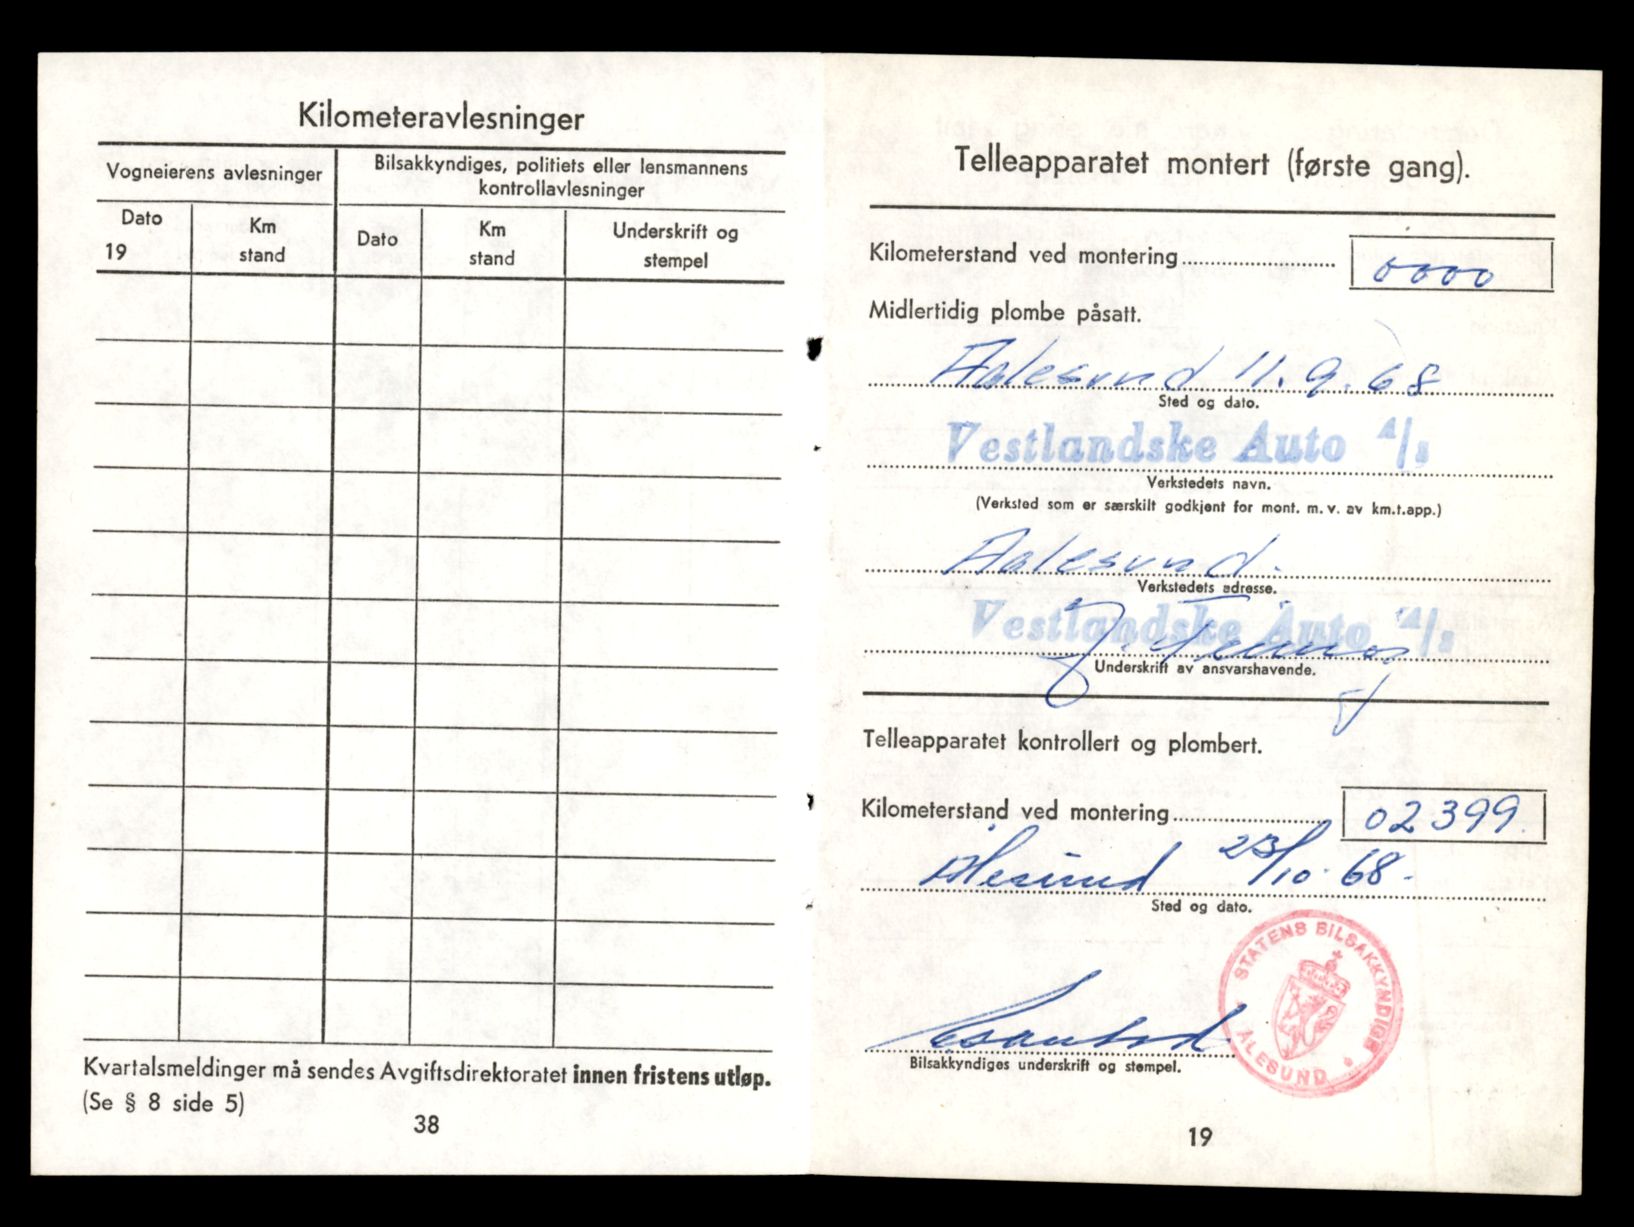 Kilometeravlesninger
Vogneierens avlesninger
Bilsakkyndiges, politiets eller lensmannens
kontrollavlesninger
Dato
19
Km
stand
Dato
Km
stand
Underskrift og
stempel
Kvartalsmeldinger må sendes Avgiftsdirektoratet innen fristens utløp.
(Se § 8 side 5)
38
Telleapparatet montert (første gang).
Kilometerstand ved montering
0000
Midlertidig plombe påsatt.
Aalesund 11.9.68
Sted og dato.
Vestlandske Auto A/s
Verkstedets navn.
(Verksted som er særskilt godkjent for mont. m. v. av km.t.app.)
Aalesund.
Verkstedets adresse.
Vestlandske Auto A/s
Underskrift av ansvarshavende.
Telleapparatet kontrollert og plombert.
Kilometerstand ved montering
02399.
Ålesund 23/10-68-
Sted og dato.
STATENS BILSAKKYNDIGE
ÅLESUND
Bilsakkyndiges underskrift og stempel.
19